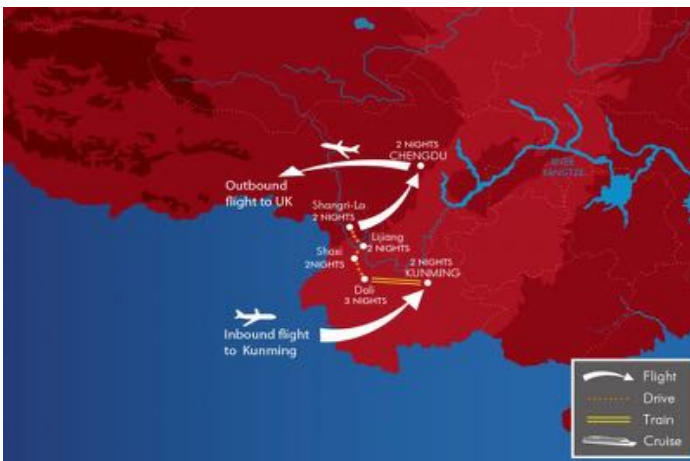 2 NIGHTS
CHENGDU
RIVER
YANGTZE
Outbound
flight to UK
Shangri-La
2 NIGHTS
Lijiang
2 NIGHTS
Shaxi
2NIGHTS
2 NIGHTS
KUNMING
Dali
3 NIGHTS
Inbound flight
to Kunming
Flight
Drive
Train
Cruise